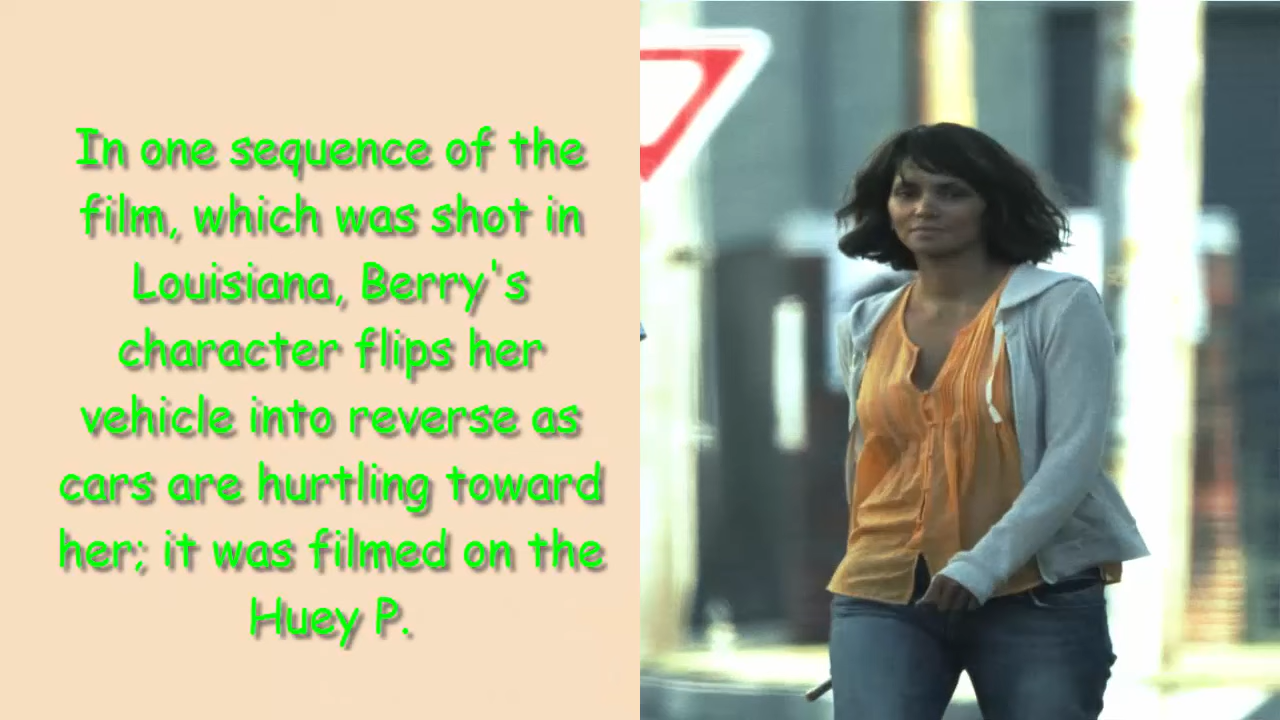 In one sequence of the
film, which was shot in
Louisiana, Berry's
character flips her
vehicle into reverse as
cars are hurtling toward
her; it was filmed on the
Huey P.